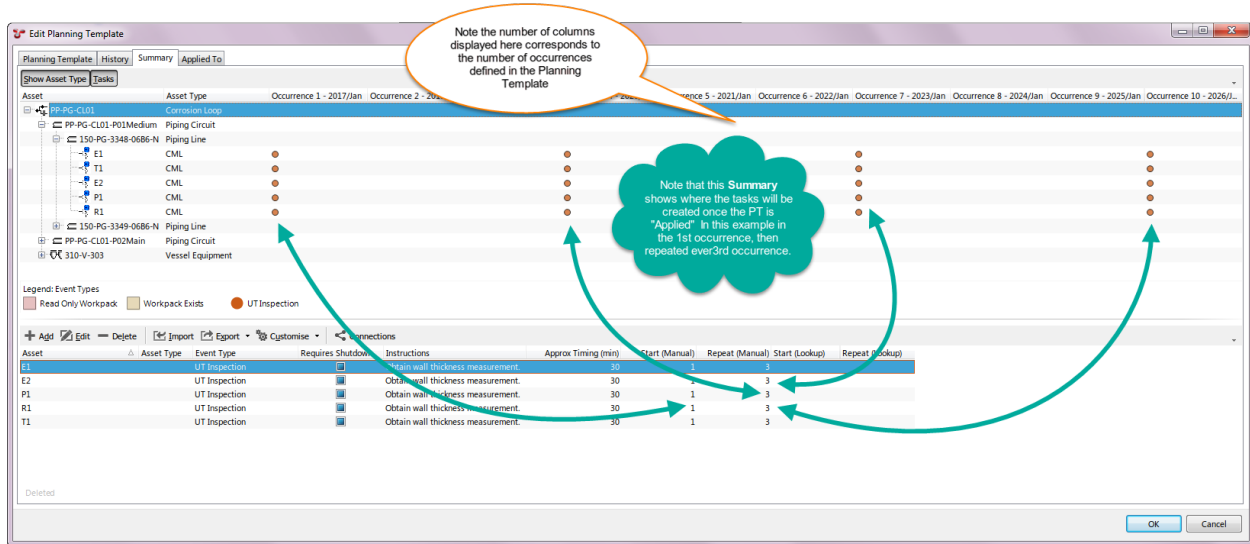 Edit Planning Template
Note the number of columns
displayed here corresponds to
the number of occurrences
defined in the Planning
Template
Planning Template History Summary Applied To
Show Asset Type Tasks
Asset Asset Type Occurrence 1 - 2017/Jan Occurrence 2 - Occurrence 5 - 2021/Jan Occurrence 6 - 2022/Jan Occurrence 7 - 2023/Jan Occurrence 8 - 2024/Jan Occurrence 9 - 2025/Jan Occurrence 10 - 2026/J...
PP-PG-CL01 Corrosion Loop
PP-PG-CL01-P01Medium Piping Circuit
150-PG-3348-06B6-N Piping Line
E1 CML
T1 CML
E2 CML
P1 CML
R1 CML
150-PG-3349-06B6-N Piping Line
PP-PG-CL01-P02Main Piping Circuit
310-V-303 Vessel Equipment
Note that this Summary
shows where the tasks will be
created once the PT is
"Applied" In this example in
the 1st occurrence, then
repeated ever3rd occurrence.
Legend: Event Types
Read Only Workpack Workpack Exists UT Inspection
Add Edit Delete Import Export Customise Connections
Asset Asset Type Event Type Requires Shutdown Instructions Approx Timing (min) Start (Manual) Repeat (Manual) Start (Lookup) Repeat (Lookup)
E1 UT Inspection Obtain wall thickness measurement. 30 1 3
E2 UT Inspection Obtain wall thickness measurement. 30 1 3
P1 UT Inspection Obtain wall thickness measurement. 30 1 3
R1 UT Inspection Obtain wall thickness measurement. 30 1 3
T1 UT Inspection Obtain wall thickness measurement. 30 1 3
Deleted
OK Cancel